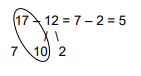 17 – 12 = 7 – 2 = 5
7 10 2